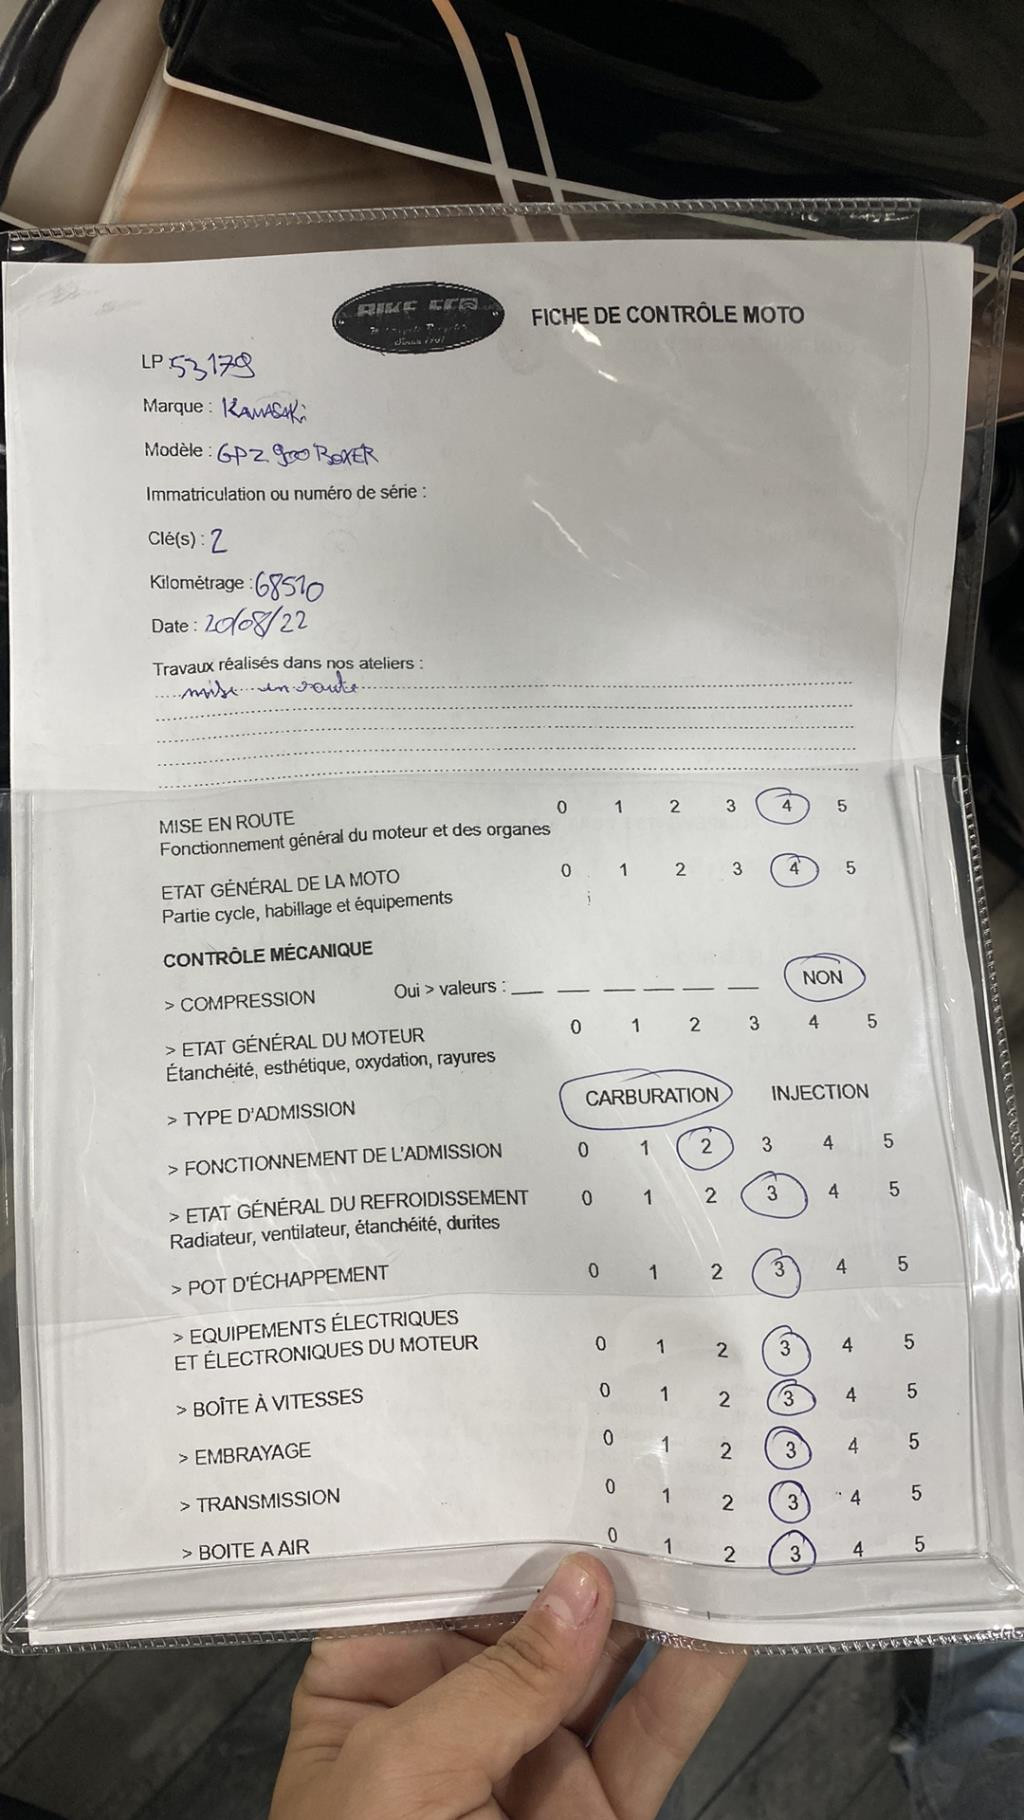 FICHE DE CONTRÔLE MOTO
LP 53179
Marque : KAWASAKi
Modèle : GPZ 900 BOXER
Immatriculation ou numéro de série :
Clé(s) : 2
Kilométrage : 68510
Date : 20/08/22
Travaux réalisés dans nos ateliers :
mise en route
MISE EN ROUTE 0 1 2 3 4 5
Fonctionnement général du moteur et des organes
ETAT GÉNÉRAL DE LA MOTO 0 1 2 3 4 5
Partie cycle, habillage et équipements
CONTRÔLE MÉCANIQUE
> COMPRESSION Oui > valeurs : __ __ __ __ __ __ NON
> ETAT GÉNÉRAL DU MOTEUR 0 1 2 3 4 5
Étanchéité, esthétique, oxydation, rayures
> TYPE D'ADMISSION CARBURATION INJECTION
> FONCTIONNEMENT DE L'ADMISSION 0 1 2 3 4 5
> ETAT GÉNÉRAL DU REFROIDISSEMENT 0 1 2 3 4 5
Radiateur, ventilateur, étanchéité, durites
> POT D'ÉCHAPPEMENT 0 1 2 3 4 5
> EQUIPEMENTS ÉLECTRIQUES
ET ÉLECTRONIQUES DU MOTEUR 0 1 2 3 4 5
> BOÎTE À VITESSES 0 1 2 3 4 5
> EMBRAYAGE 0 1 2 3 4 5
> TRANSMISSION 0 1 2 3 4 5
> BOITE A AIR 0 1 2 3 4 5